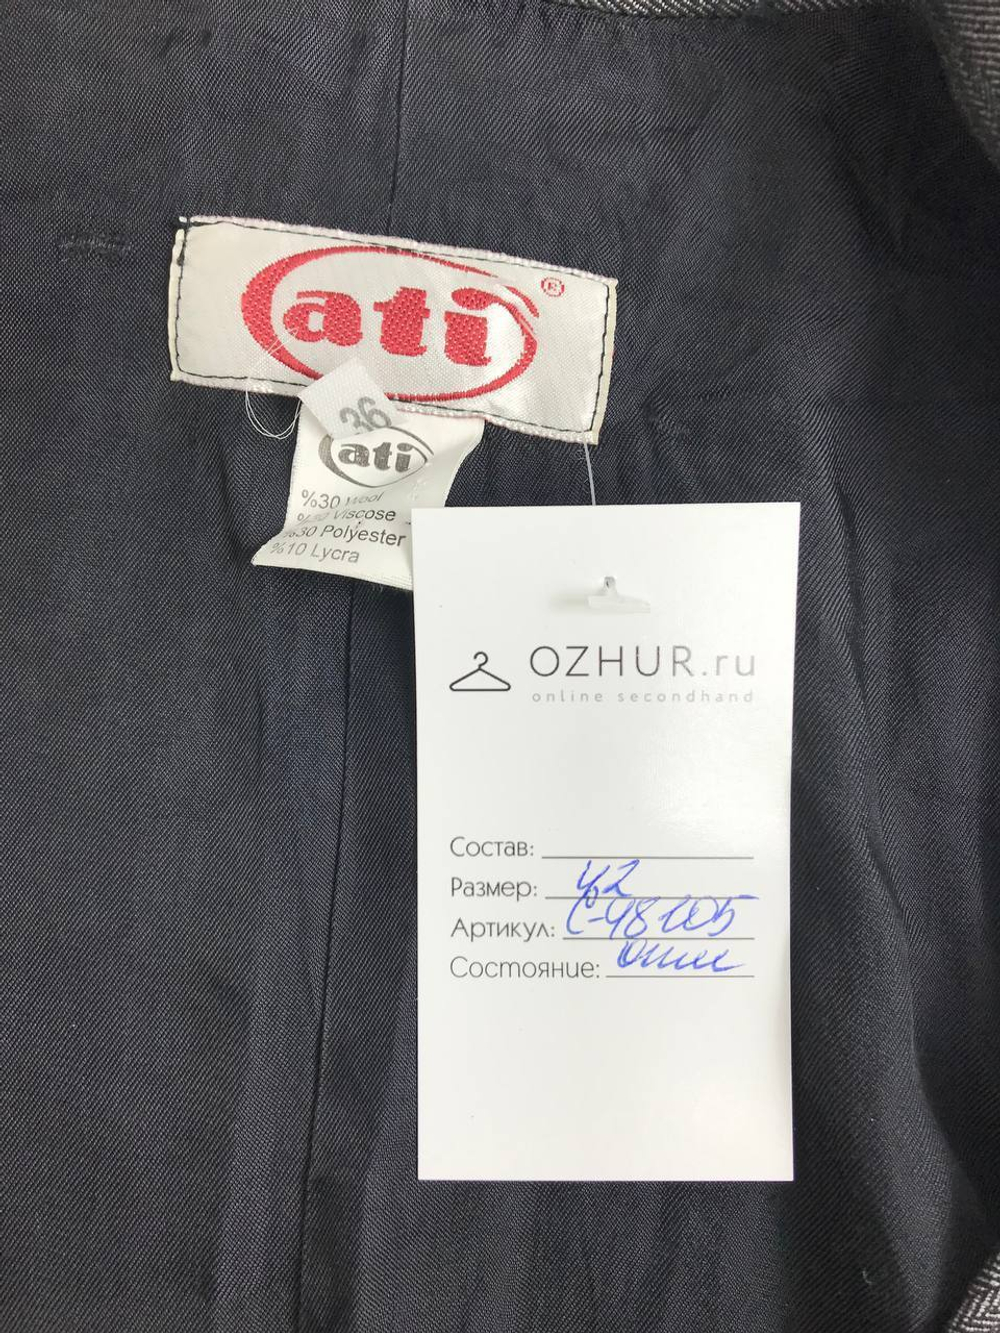 ati ®
36
ati
%30 Wool
Viscose
%30 Polyester
%10 Lycra
OZHUR.ru
online secondhand
Состав:
Размер: 42
Артикул: С-98105
Состояние: